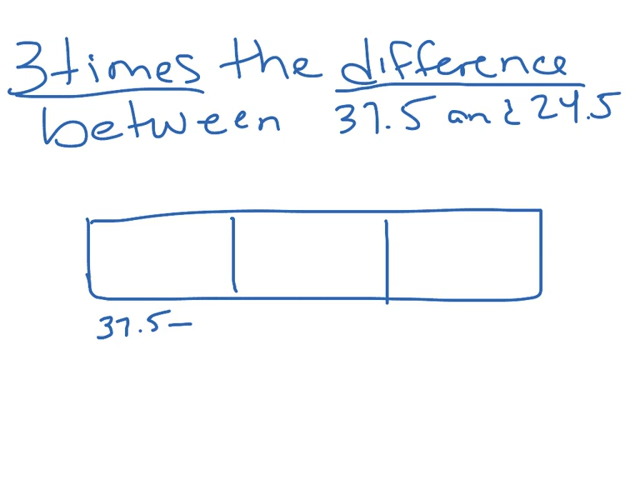 3 times the difference
between 37.5 and 24.5
37.5 –